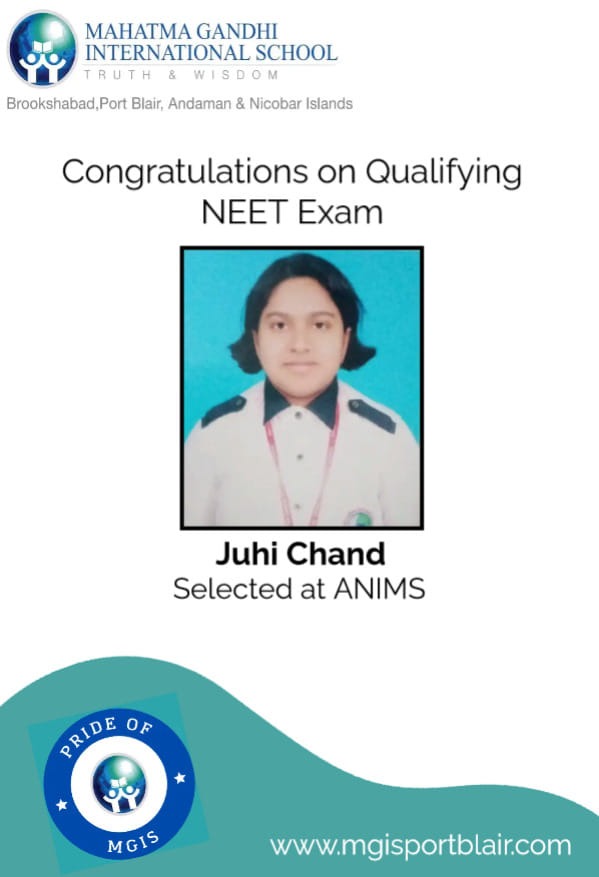 MAHATMA GANDHI
INTERNATIONAL SCHOOL
TRUTH & WISDOM
Brookshabad,Port Blair, Andaman & Nicobar Islands
Congratulations on Qualifying
NEET Exam
Juhi Chand
Selected at ANIMS
PRIDE OF
MGIS
www.mgisportblair.com